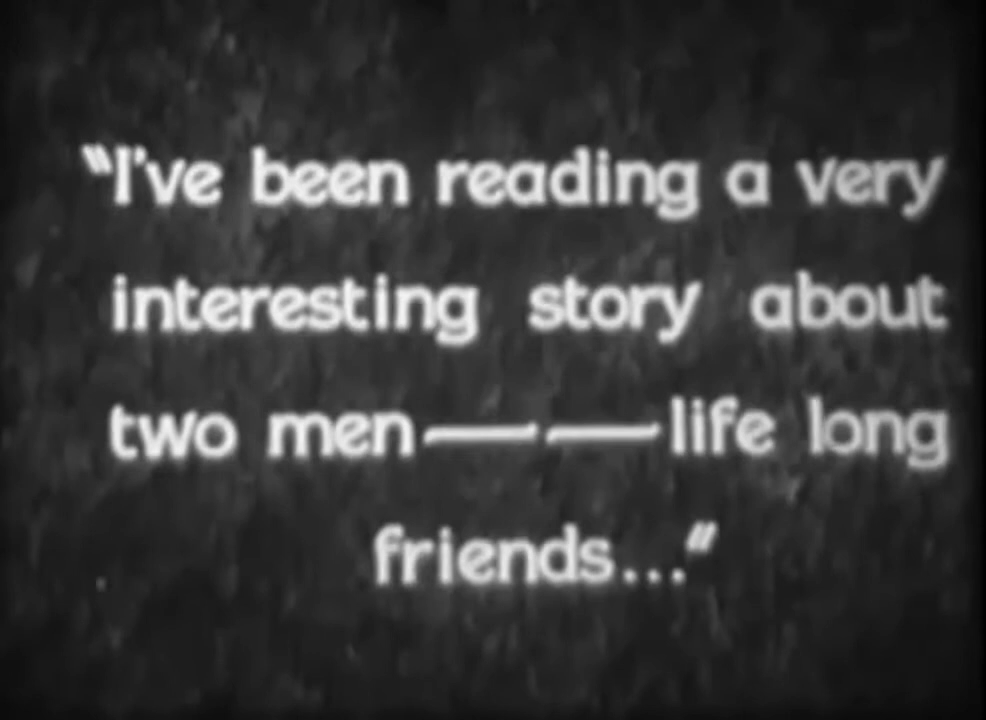 “I've been reading a very
interesting story about
two men——life long
friends...”